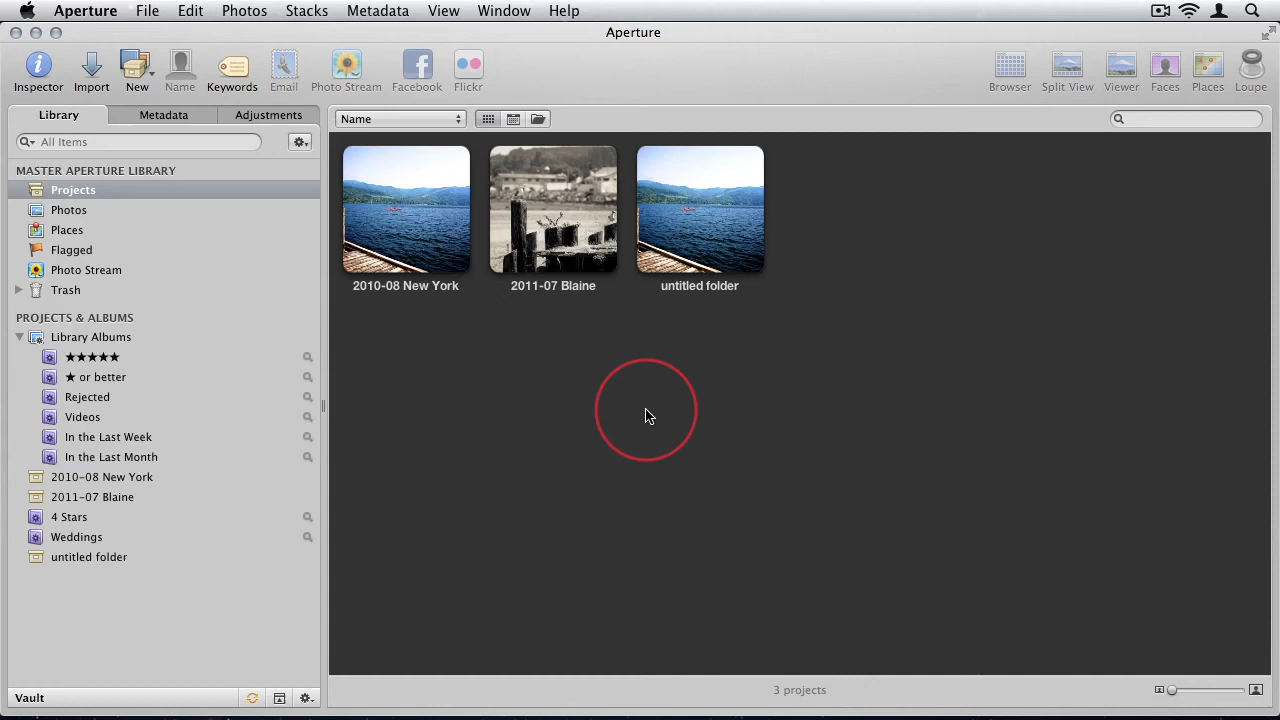 Aperture File Edit Photos Stacks Metadata View Window Help
Aperture
Inspector Import New Name Keywords Email Photo Stream Facebook Flickr Browser Split View Viewer Faces Places Loupe
Library Metadata Adjustments
Name
All Items
MASTER APERTURE LIBRARY
Projects
Photos
Places
Flagged
Photo Stream
Trash
PROJECTS & ALBUMS
Library Albums
★★★★★
★ or better
Rejected
Videos
In the Last Week
In the Last Month
2010-08 New York
2011-07 Blaine
4 Stars
Weddings
untitled folder
Vault
2010-08 New York
2011-07 Blaine
untitled folder
3 projects